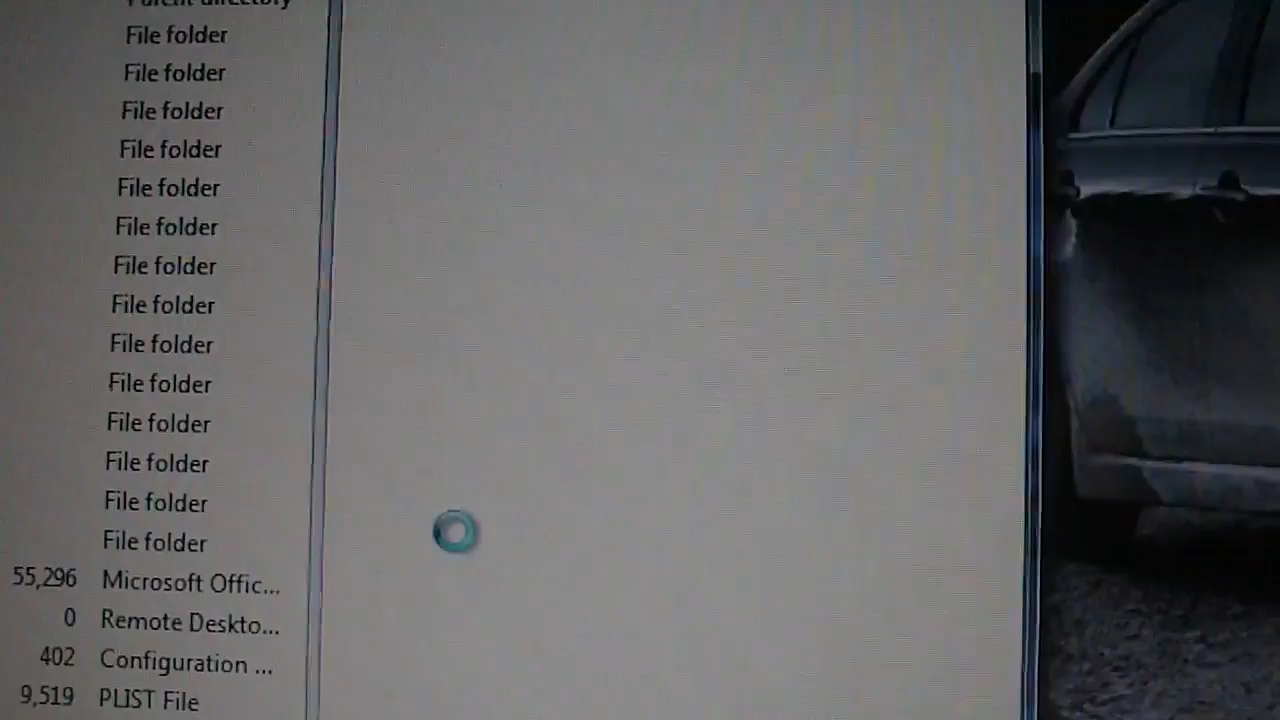 Parent directory
File folder
File folder
File folder
File folder
File folder
File folder
File folder
File folder
File folder
File folder
File folder
File folder
File folder
File folder
55,296 Microsoft Offic...
0 Remote Deskto...
402 Configuration ...
9,519 PLIST File